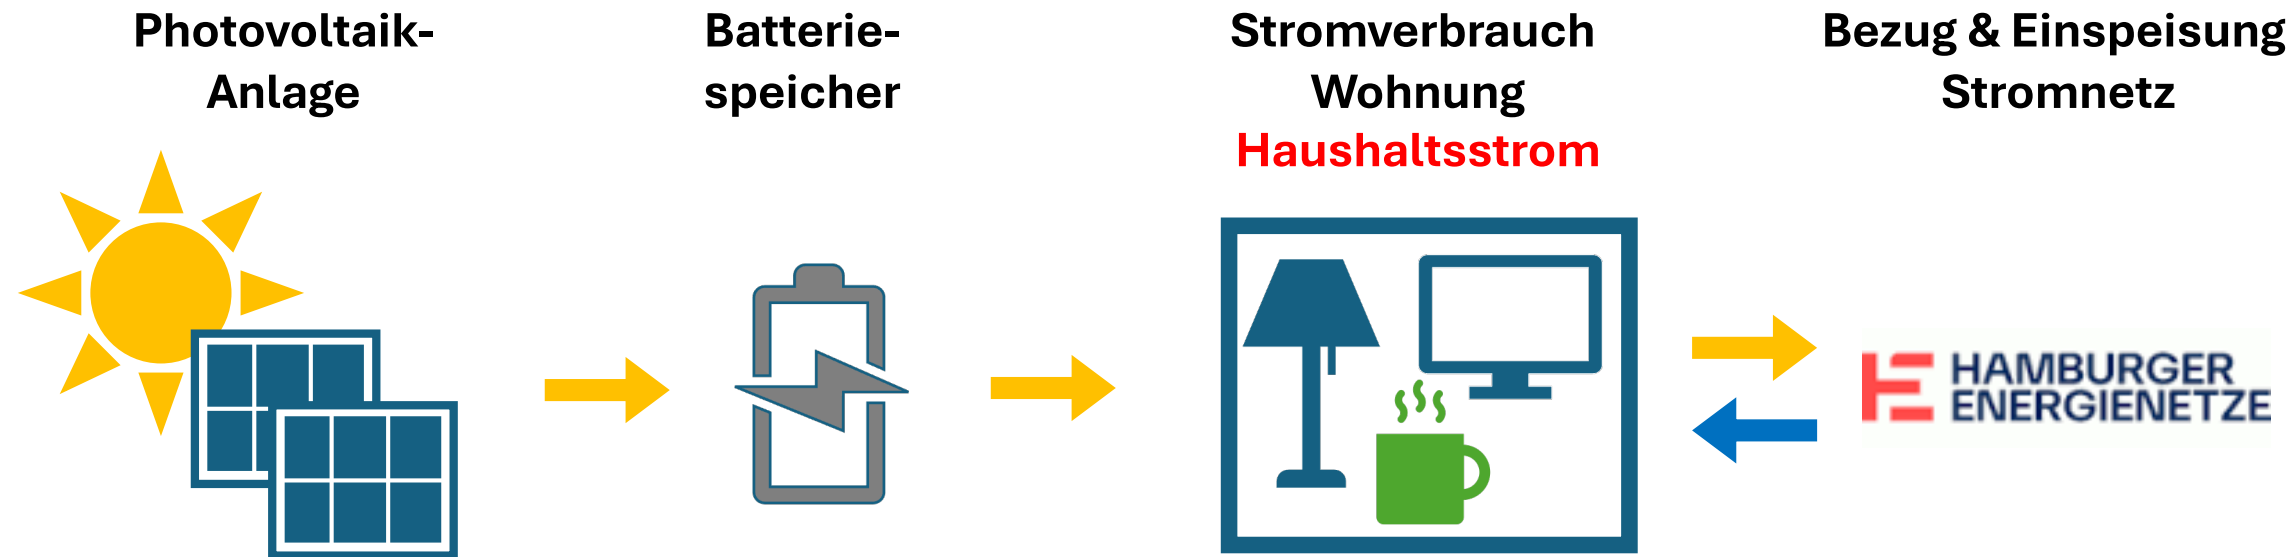 Photovoltaik-
Anlage
Batterie-
speicher
Stromverbrauch
Wohnung
Haushaltsstrom
Bezug & Einspeisung
Stromnetz
HAMBURGER
ENERGIENETZE